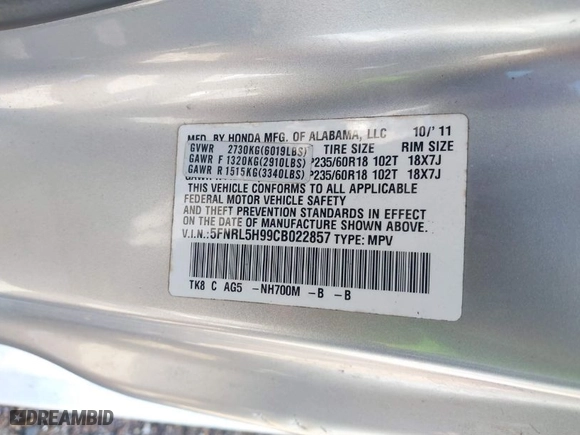 MFD. BY HONDA MFG. OF ALABAMA, LLC 10/'11
GVWR 2730KG(6019LBS) TIRE SIZE RIM SIZE
GAWR F 1320KG(2910LBS) P235/60R18 102T 18X7J
GAWR R 1515KG(3340LBS) P235/60R18 102T 18X7J
THIS VEHICLE CONFORMS TO ALL APPLICABLE
FEDERAL MOTOR VEHICLE SAFETY
AND THEFT PREVENTION STANDARDS IN EFFECT
ON THE DATE OF MANUFACTURE SHOWN ABOVE.
V.I.N.:5FNRL5H99CB022857 TYPE: MPV
TK8 C AG5 -NH700M -B -B
DREAMBID